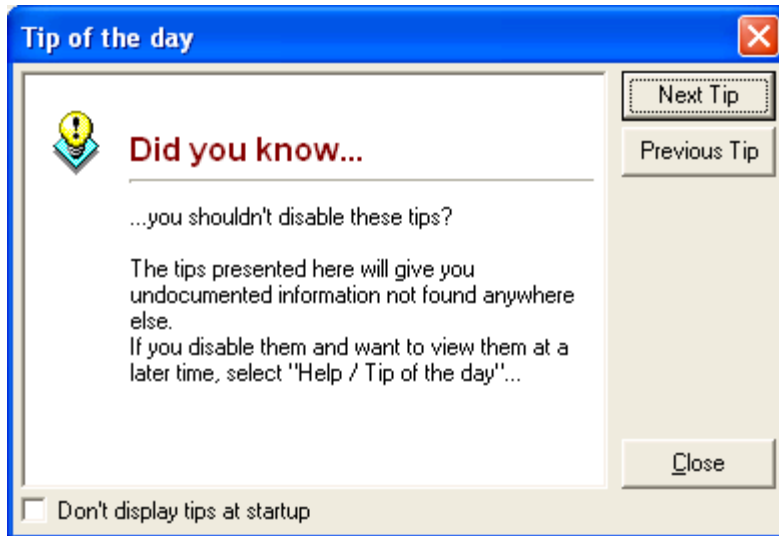 Tip of the day
Did you know...
...you shouldn't disable these tips?
The tips presented here will give you
undocumented information not found anywhere
else.
If you disable them and want to view them at a
later time, select "Help / Tip of the day"...
Next Tip
Previous Tip
Close
Don't display tips at startup